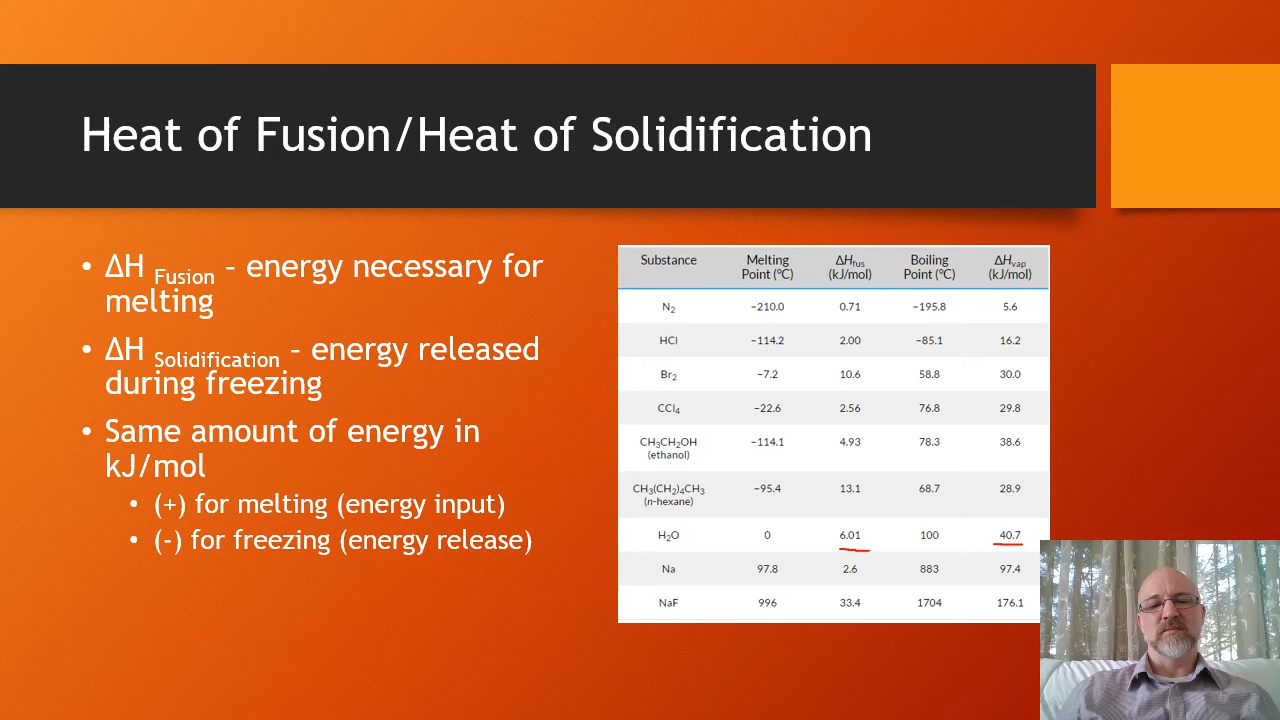 Heat of Fusion/Heat of Solidification
• ΔH Fusion – energy necessary for
melting
• ΔH Solidification – energy released
during freezing
• Same amount of energy in
kJ/mol
• (+) for melting (energy input)
• (-) for freezing (energy release)
Substance Melting Point (°C) ΔHfus (kJ/mol) Boiling Point (°C) ΔHvap (kJ/mol)
N2 −210.0 0.71 −195.8 5.6
HCl −114.2 2.00 −85.1 16.2
Br2 −7.2 10.6 58.8 30.0
CCl4 −22.6 2.56 76.8 29.8
CH3CH2OH (ethanol) −114.1 4.93 78.3 38.6
CH3(CH2)4CH3 (n-hexane) −95.4 13.1 68.7 28.9
H2O 0 6.01 100 40.7
Na 97.8 2.6 883 97.4
NaF 996 33.4 1704 176.1